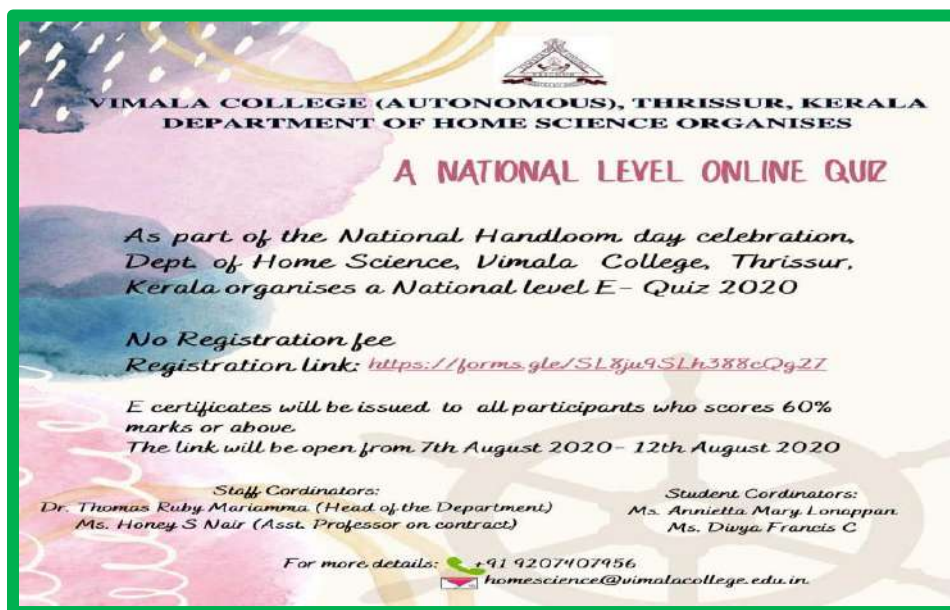 VIMALA COLLEGE (AUTONOMOUS), THRISSUR, KERALA
DEPARTMENT OF HOME SCIENCE ORGANISES
A NATIONAL LEVEL ONLINE QUIZ
As part of the National Handloom day celebration,
Dept. of Home Science, Vimala College, Thrissur,
Kerala organises a National level E- Quiz 2020
No Registration fee
Registration link: https://forms.gle/SL8ju9SLh388cQg27
E certificates will be issued to all participants who scores 60%
marks or above
The link will be open from 7th August 2020- 12th August 2020
Staff Cordinators:
Dr. Thomas Ruby Mariamma (Head of the Department)
Ms. Honey S Nair (Asst. Professor on contract)
Student Cordinators:
Ms. Annietta Mary Lonappan
Ms. Divya Francis C
For more details: +91 9207407956
homescience@vimalacollege.edu.in